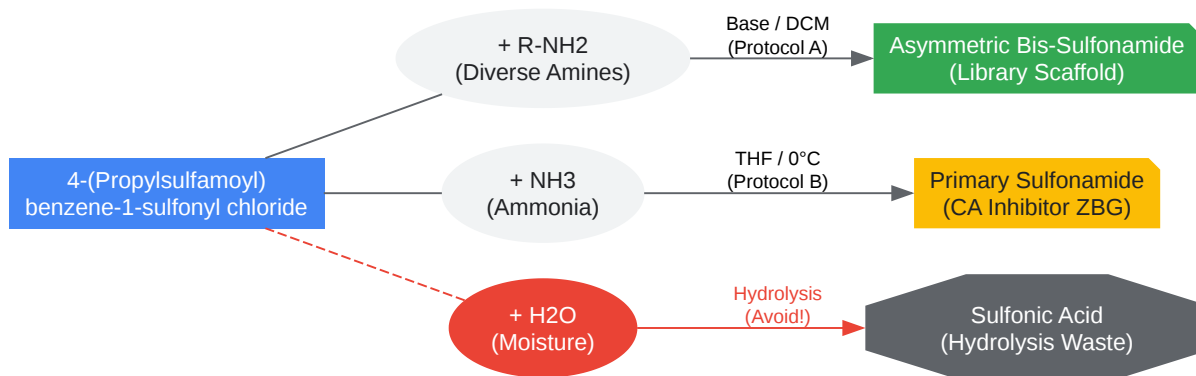 + R-NH2
(Diverse Amines)
Base / DCM
(Protocol A)
Asymmetric Bis-Sulfonamide
(Library Scaffold)
4-(Propylsulfamoyl)
benzene-1-sulfonyl chloride
+ NH3
(Ammonia)
THF / 0°C
(Protocol B)
Primary Sulfonamide
(CA Inhibitor ZBG)
+ H2O
(Moisture)
Hydrolysis
(Avoid!)
Sulfonic Acid
(Hydrolysis Waste)